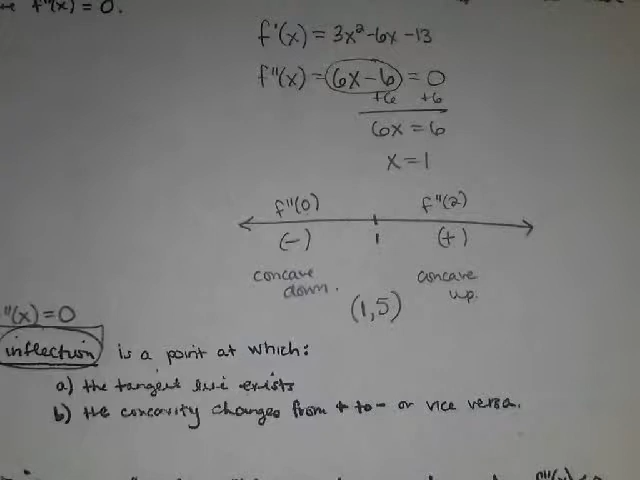 f"(x) = 0.
f'(x) = 3x²-6x-13
f"(x) = 6x-6 = 0
+6 +6
6x = 6
x = 1
f"(0) f"(2)
(-) 1 (+)
concave down. concave up.
(1,5)
"(x) = 0
inflection is a point at which:
a) the tangent line exists
b) the concavity changes from + to - or vice versa.